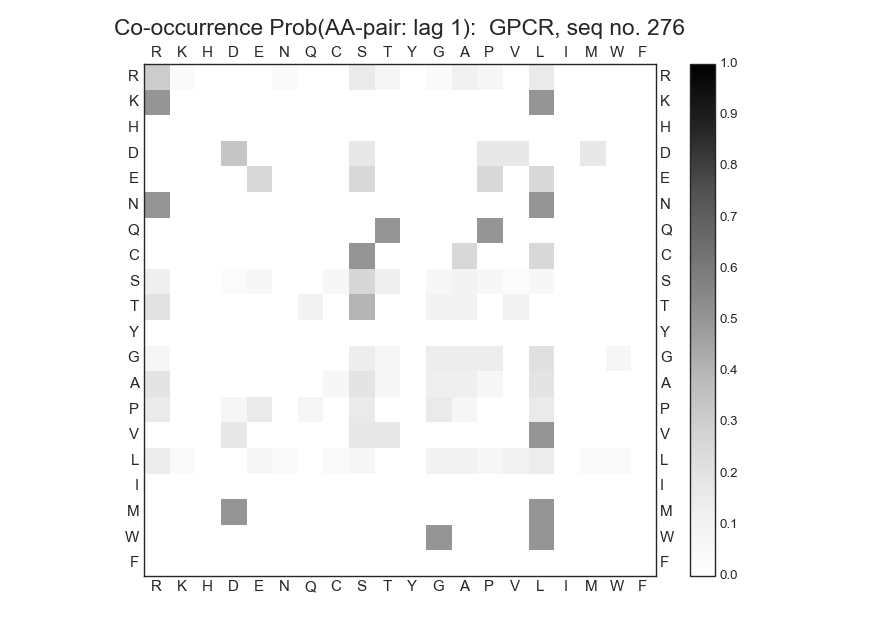 Co-occurrence Prob(AA-pair: lag 1):  GPCR, seq no. 276
R K H D E N Q C S T Y G A P V L I M W F
R R
K K
H H
D D
E E
N N
Q Q
C C
S S
T T
Y Y
G G
A A
P P
V V
L L
I I
M M
W W
F F
R K H D E N Q C S T Y G A P V L I M W F
1.0
0.9
0.8
0.7
0.6
0.5
0.4
0.3
0.2
0.1
0.0